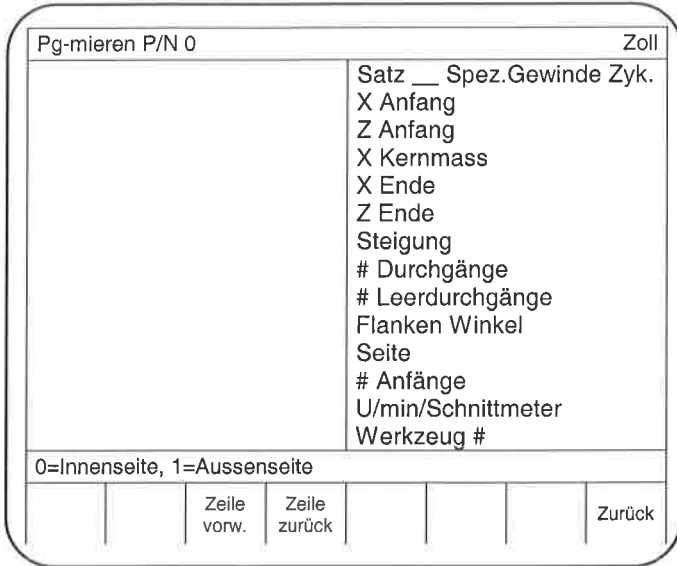 Pg-mieren P/N 0 Zoll
Satz __ Spez.Gewinde Zyk.
X Anfang
Z Anfang
X Kernmass
X Ende
Z Ende
Steigung
# Durchgänge
# Leerdurchgänge
Flanken Winkel
Seite
# Anfänge
U/min/Schnittmeter
Werkzeug #
0=Innenseite, 1=Aussenseite
Zeile vorw.
Zeile zurück
Zurück